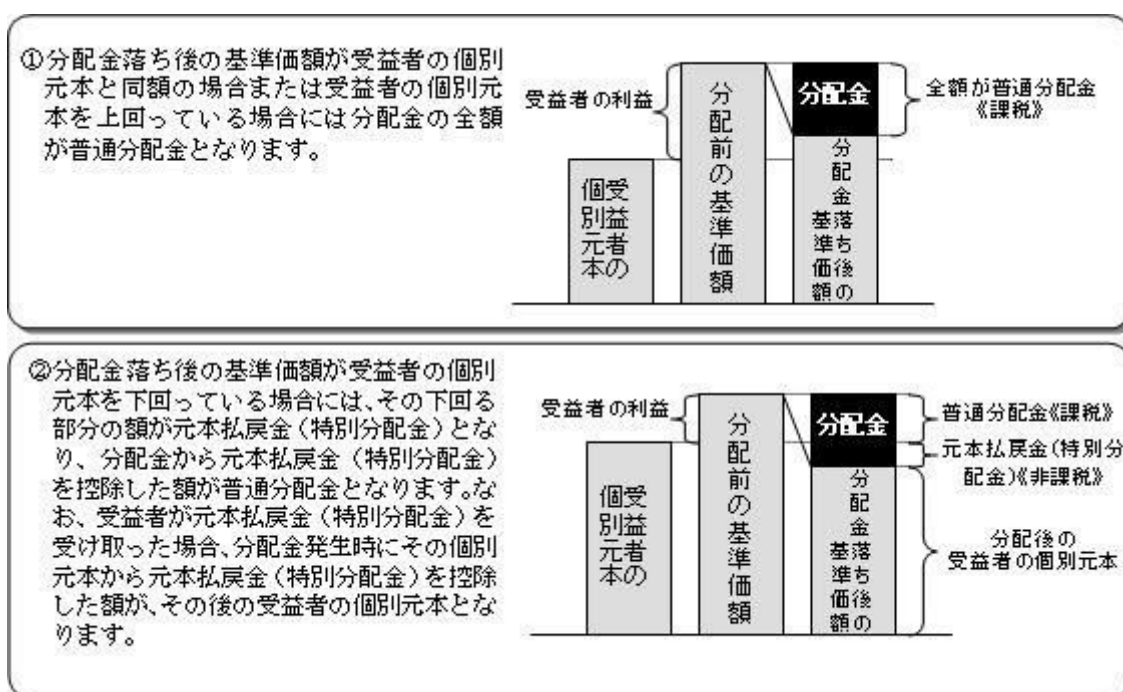 ①分配金落ち後の基準価額が受益者の個別
元本と同額の場合または受益者の個別元
本を上回っている場合には分配金の全額
が普通分配金となります。
受益者の利益
受益者の
個別元本
分配前の基準価額
分配金
分配金落ち後の
基準価額
全額が普通分配金
《課税》
②分配金落ち後の基準価額が受益者の個別
元本を下回っている場合には、その下回る
部分の額が元本払戻金（特別分配金）とな
り、分配金から元本払戻金（特別分配金）
を控除した額が普通分配金となります。な
お、受益者が元本払戻金（特別分配金）を
受け取った場合、分配金発生時にその個別
元本から元本払戻金（特別分配金）を控除
した額が、その後の受益者の個別元本とな
ります。
受益者の利益
受益者の
個別元本
分配前の基準価額
分配金
分配金落ち後の
基準価額
普通分配金《課税》
元本払戻金(特別分
配金)《非課税》
分配後の
受益者の個別元本